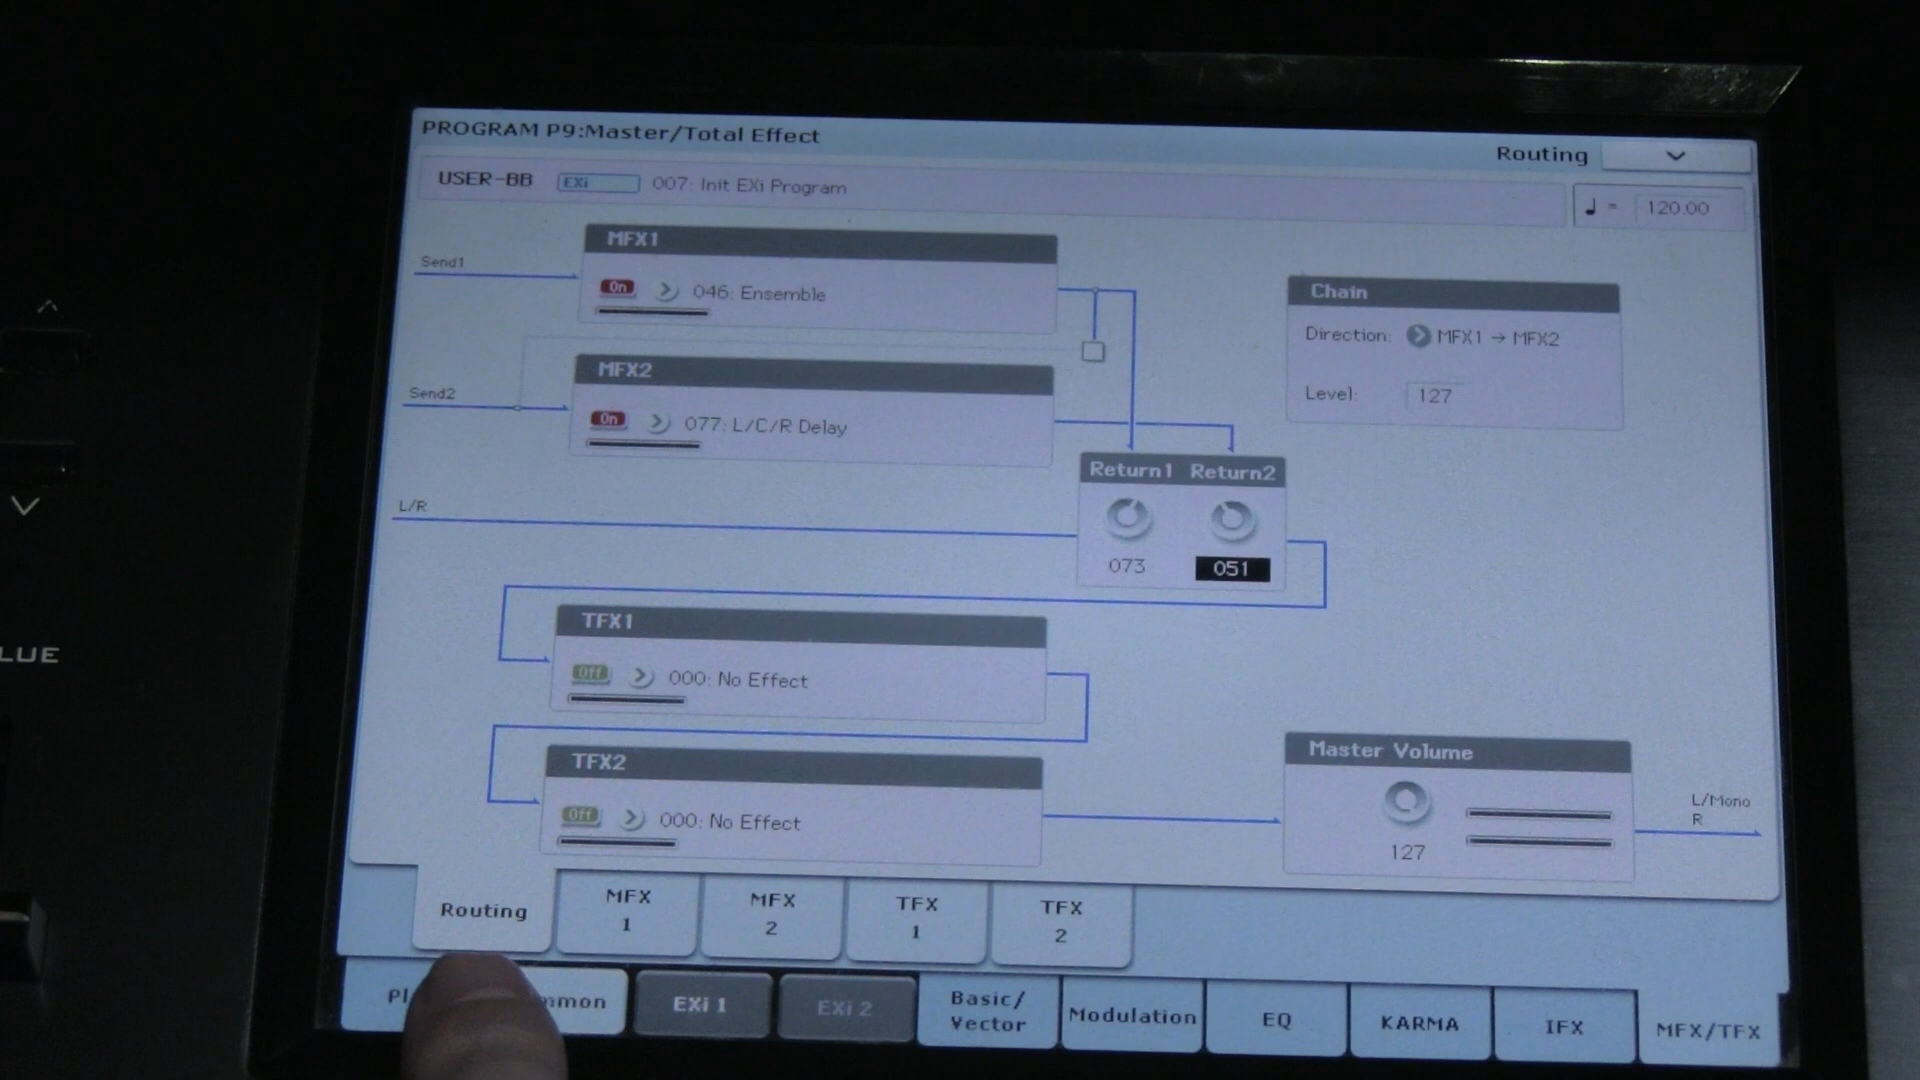 PROGRAM P9:Master/Total Effect
Routing
USER-BB EXi 007: Init EXi Program
♩ = 120.00
MFX1
Send1
On 046: Ensemble
Chain
Direction: MFX1 → MFX2
Level: 127
MFX2
Send2
On 077: L/C/R Delay
Return1 Return2
L/R
073 051
TFX1
Off 000: No Effect
TFX2
Off 000: No Effect
Master Volume
127
L/Mono
R
LUE
Routing
MFX
1
MFX
2
TFX
1
TFX
2
Pl
mmon
EXi 1
EXi 2
Basic/
Vector
Modulation
EQ
KARMA
IFX
MFX/TFX